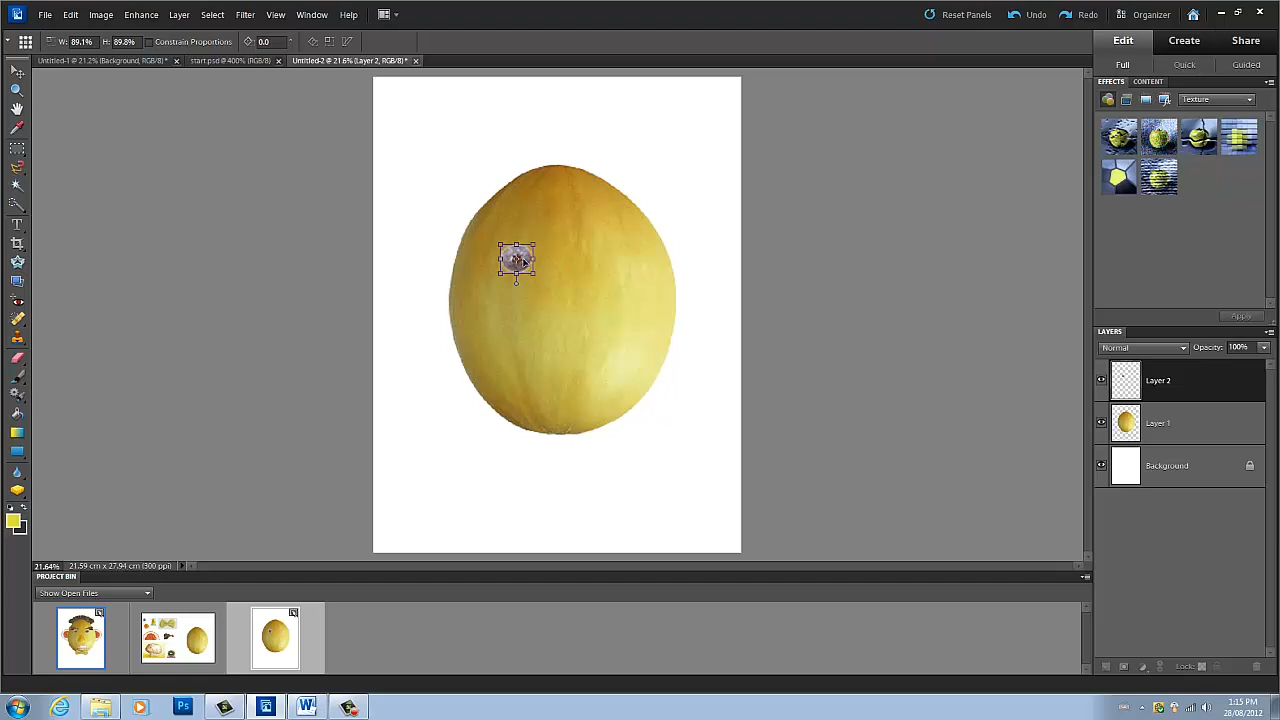 File Edit Image Enhance Layer Select Filter View Window Help Reset Panels Undo Redo Organizer
W: 89.1% H: 89.8% Constrain Proportions 0.0 Edit Create Share
Untitled-1 @ 21.2% (Background, RGB/8) * start.psd @ 400% (RGB/8) Untitled-2 @ 21.6% (Layer 2, RGB/8) *
Full Quick Guided
EFFECTS CONTENT
Texture
Apply
LAYERS
Normal Opacity: 100%
Layer 2
Layer 1
Background
21.64% 21.59 cm x 27.94 cm (300 ppi)
PROJECT BIN
Show Open Files
Lock:
1:15 PM
28/08/2012